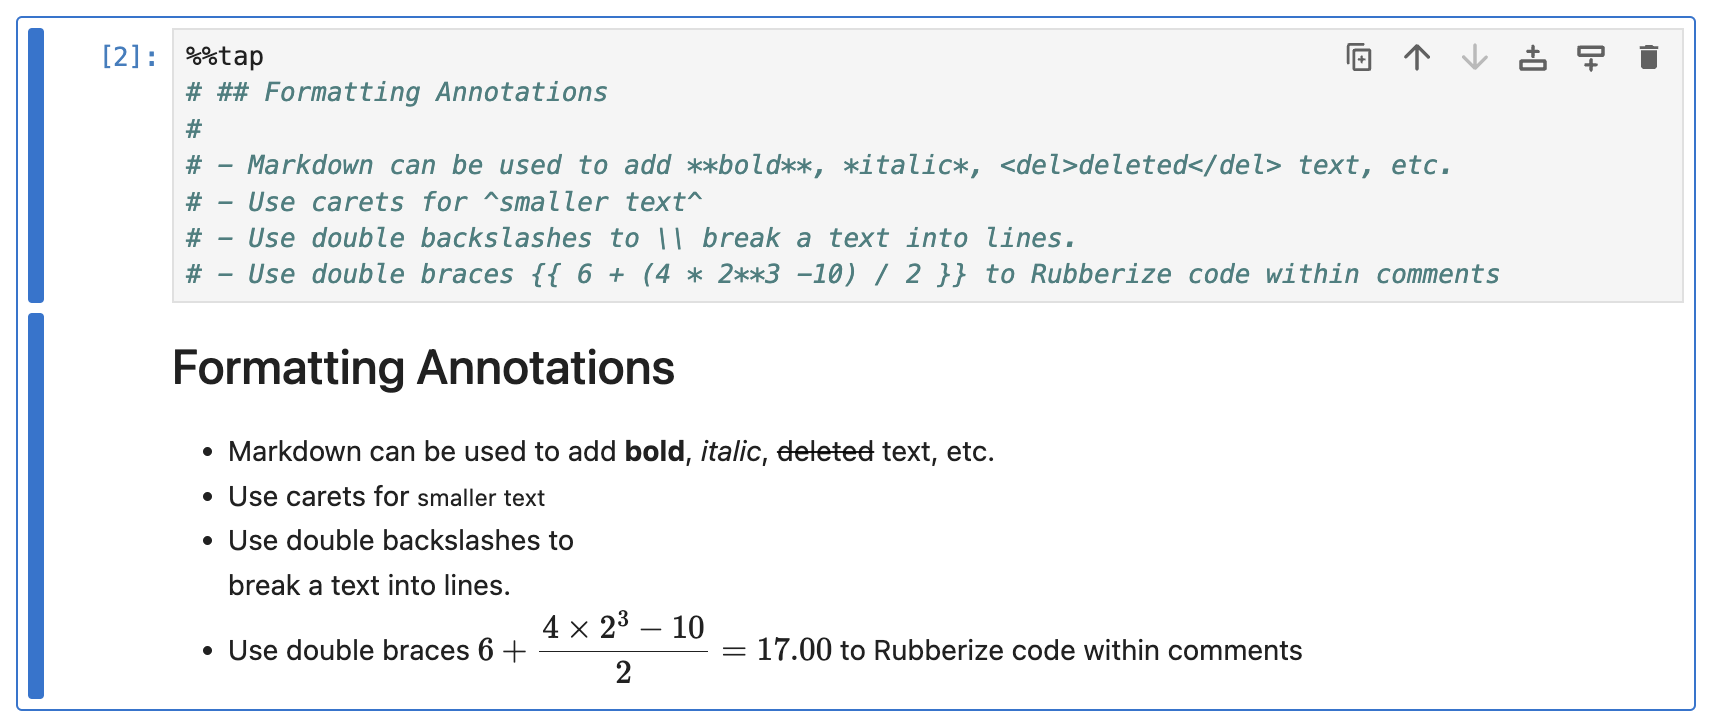 [2]: %%tap
# ## Formatting Annotations
#
# - Markdown can be used to add **bold**, *italic*, <del>deleted</del> text, etc.
# - Use carets for ^smaller text^
# - Use double backslashes to \\ break a text into lines.
# - Use double braces {{ 6 + (4 * 2**3 -10) / 2 }} to Rubberize code within comments
Formatting Annotations
• Markdown can be used to add bold, italic, deleted text, etc.
• Use carets for smaller text
• Use double backslashes to
break a text into lines.
• Use double braces 6 + (4 × 2³ − 10)/2 = 17.00 to Rubberize code within comments